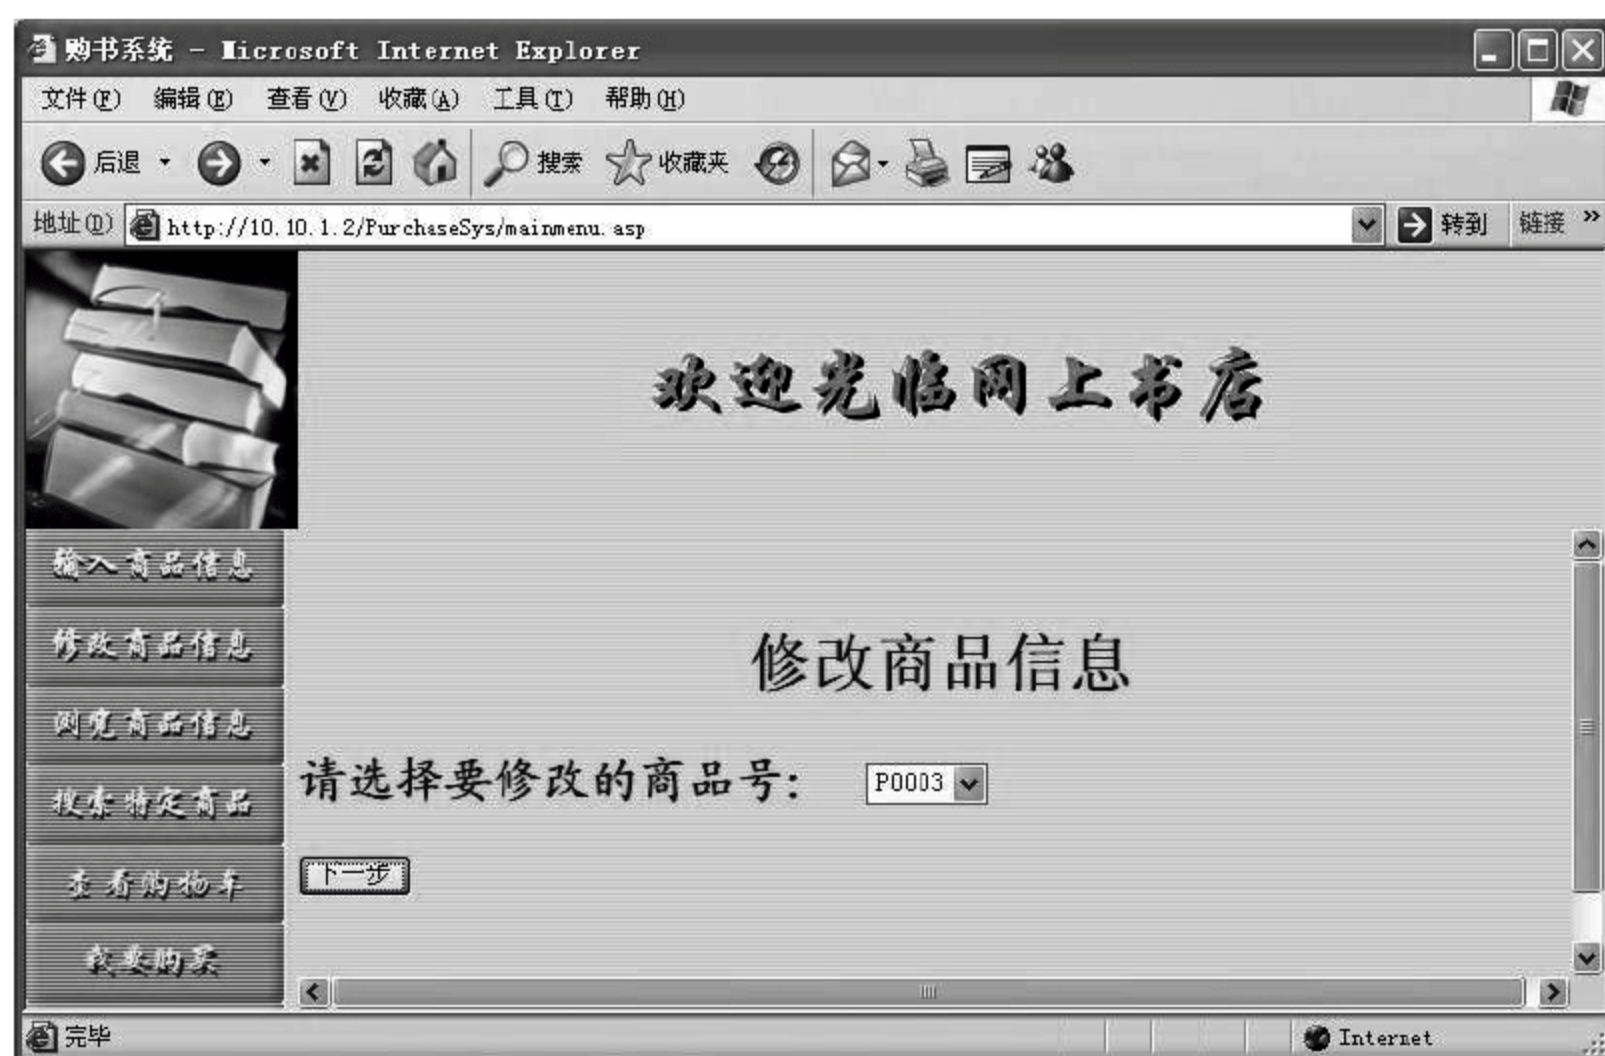 购书系统 - Microsoft Internet Explorer
文件(F) 编辑(E) 查看(V) 收藏(A) 工具(T) 帮助(H)
后退 搜索 收藏夹
地址(D) http://10.10.1.2/PurchaseSys/mainmenu.asp 转到 链接 »
欢迎光临网上书店
输入商品信息
修改商品信息
浏览商品信息
搜索特定商品
查看购物车
我要购买
修改商品信息
请选择要修改的商品号: P0003
下一步
完毕 Internet